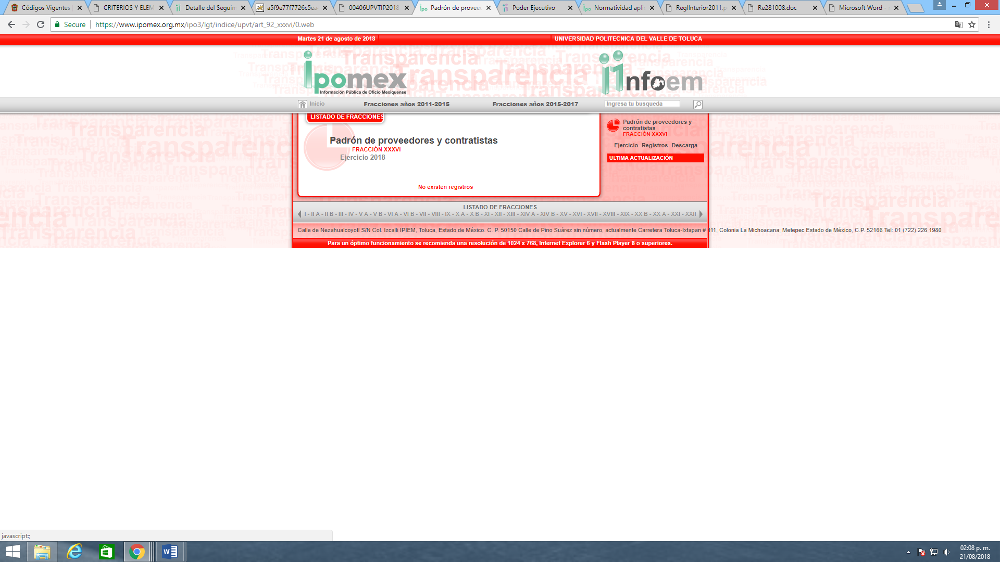 Códigos Vigentes
CRITERIOS Y ELEM
Detalle del Seguim
a5f9e77f7726c5ea
00406UPVTIP2018
Padrón de provee
Poder Ejecutivo
Normatividad apli
ReglInterior2011.p
Re281008.doc
Microsoft Word -
Secure https://www.ipomex.org.mx/ipo3/lgt/indice/upvt/art_92_xxxvi/0.web
Martes 21 de agosto de 2018 UNIVERSIDAD POLITECNICA DEL VALLE DE TOLUCA
Transparencia
ipomex
Información Pública de Oficio Mexiquense
infoem
Inicio Fracciones años 2011-2015 Fracciones años 2015-2017 Ingresa tu busqueda
LISTADO DE FRACCIONES
Padrón de proveedores y contratistas
FRACCIÓN XXXVI
Ejercicio 2018
No existen registros
Padrón de proveedores y
contratistas
FRACCIÓN XXXVI
Ejercicio Registros Descarga
ULTIMA ACTUALIZACIÓN
LISTADO DE FRACCIONES
I - II A - II B - III - IV - V A - V B - VI A - VI B - VII - VIII - IX - X A - X B - XI - XII - XIII - XIV A - XIV B - XV - XVI - XVII - XVIII - XIX - XX B - XX A - XXI - XXII
Calle de Nezahualcoyotl S/N Col. Izcalli IPIEM, Toluca, Estado de México. C. P. 50150 Calle de Pino Suárez sin número, actualmente Carretera Toluca-Ixtapan # 111, Colonia La Michoacana; Metepec Estado de México, C.P. 52166 Tel: 01 (722) 226 1980
Para un óptimo funcionamiento se recomienda una resolución de 1024 x 768, Internet Explorer 6 y Flash Player 8 o superiores.
javascript:;
02:08 p. m.
21/08/2018